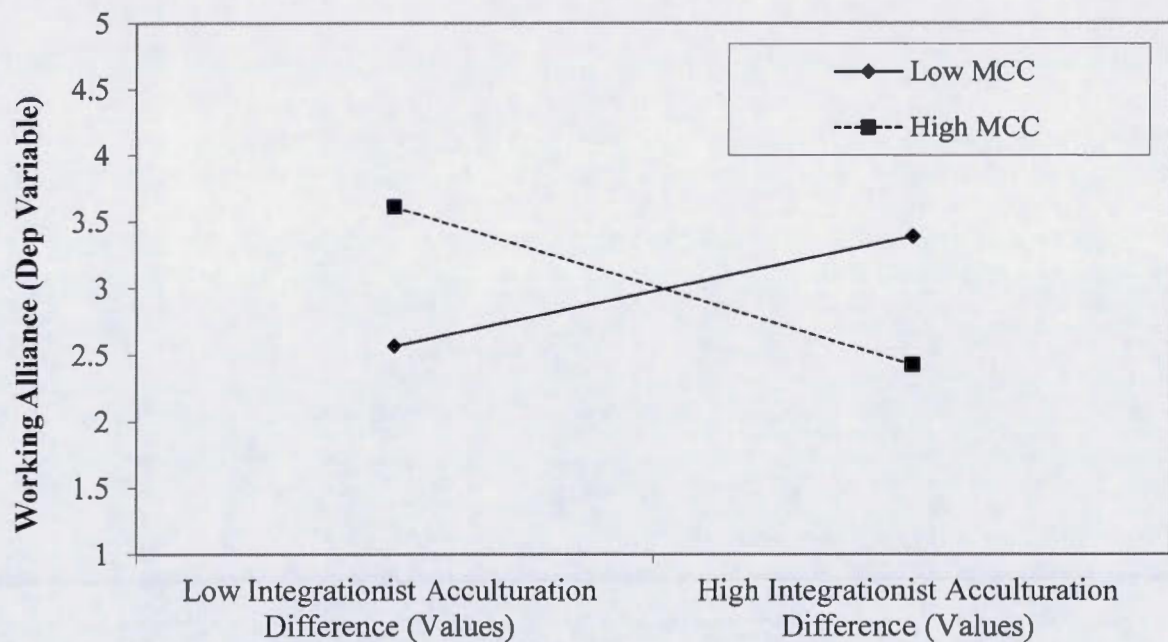 5
4.5
4
3.5
3
2.5
2
1.5
1
Working Alliance (Dep Variable)
Low MCC
High MCC
Low Integrationist Acculturation
Difference (Values)
High Integrationist Acculturation
Difference (Values)